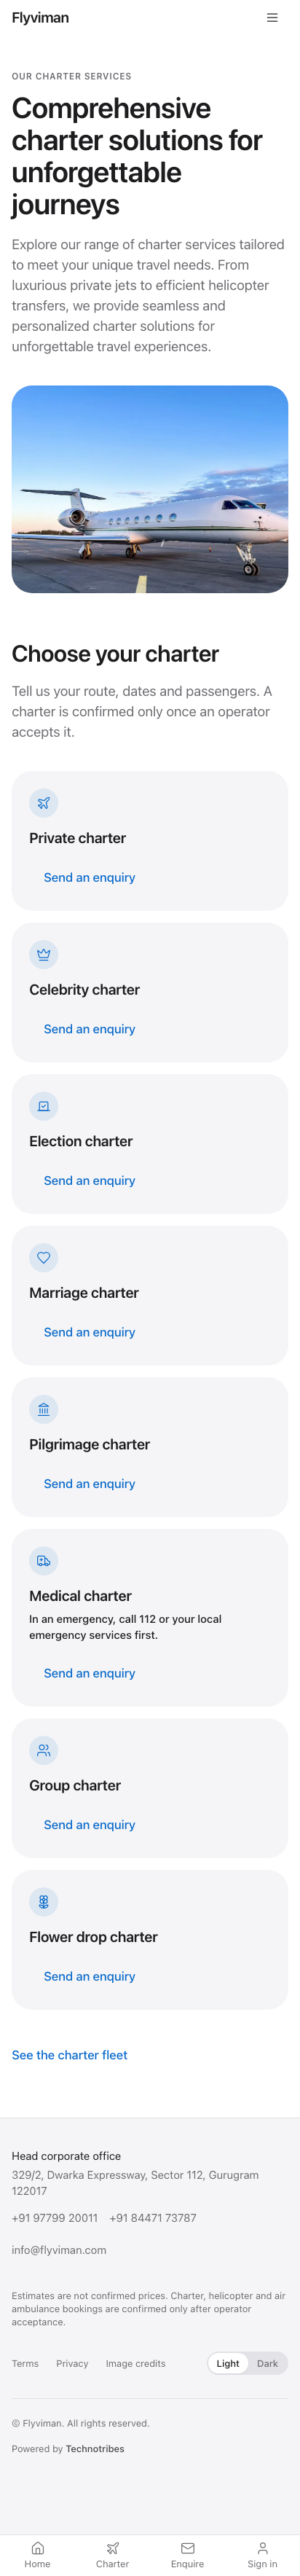 Flyviman
OUR CHARTER SERVICES
Comprehensive
charter solutions for
unforgettable
journeys
Explore our range of charter services tailored
to meet your unique travel needs. From
luxurious private jets to efficient helicopter
transfers, we provide seamless and
personalized charter solutions for
unforgettable travel experiences.
Choose your charter
Tell us your route, dates and passengers. A
charter is confirmed only once an operator
accepts it.
Private charter
Send an enquiry
Celebrity charter
Send an enquiry
Election charter
Send an enquiry
Marriage charter
Send an enquiry
Pilgrimage charter
Send an enquiry
Medical charter
In an emergency, call 112 or your local
emergency services first.
Send an enquiry
Group charter
Send an enquiry
Flower drop charter
Send an enquiry
See the charter fleet
Head corporate office
329/2, Dwarka Expressway, Sector 112, Gurugram
122017
+91 97799 20011 +91 84471 73787
info@flyviman.com
Estimates are not confirmed prices. Charter, helicopter and air
ambulance bookings are confirmed only after operator
acceptance.
Terms Privacy Image credits Light Dark
© Flyviman. All rights reserved.
Powered by Technotribes
Home Charter Enquire Sign in